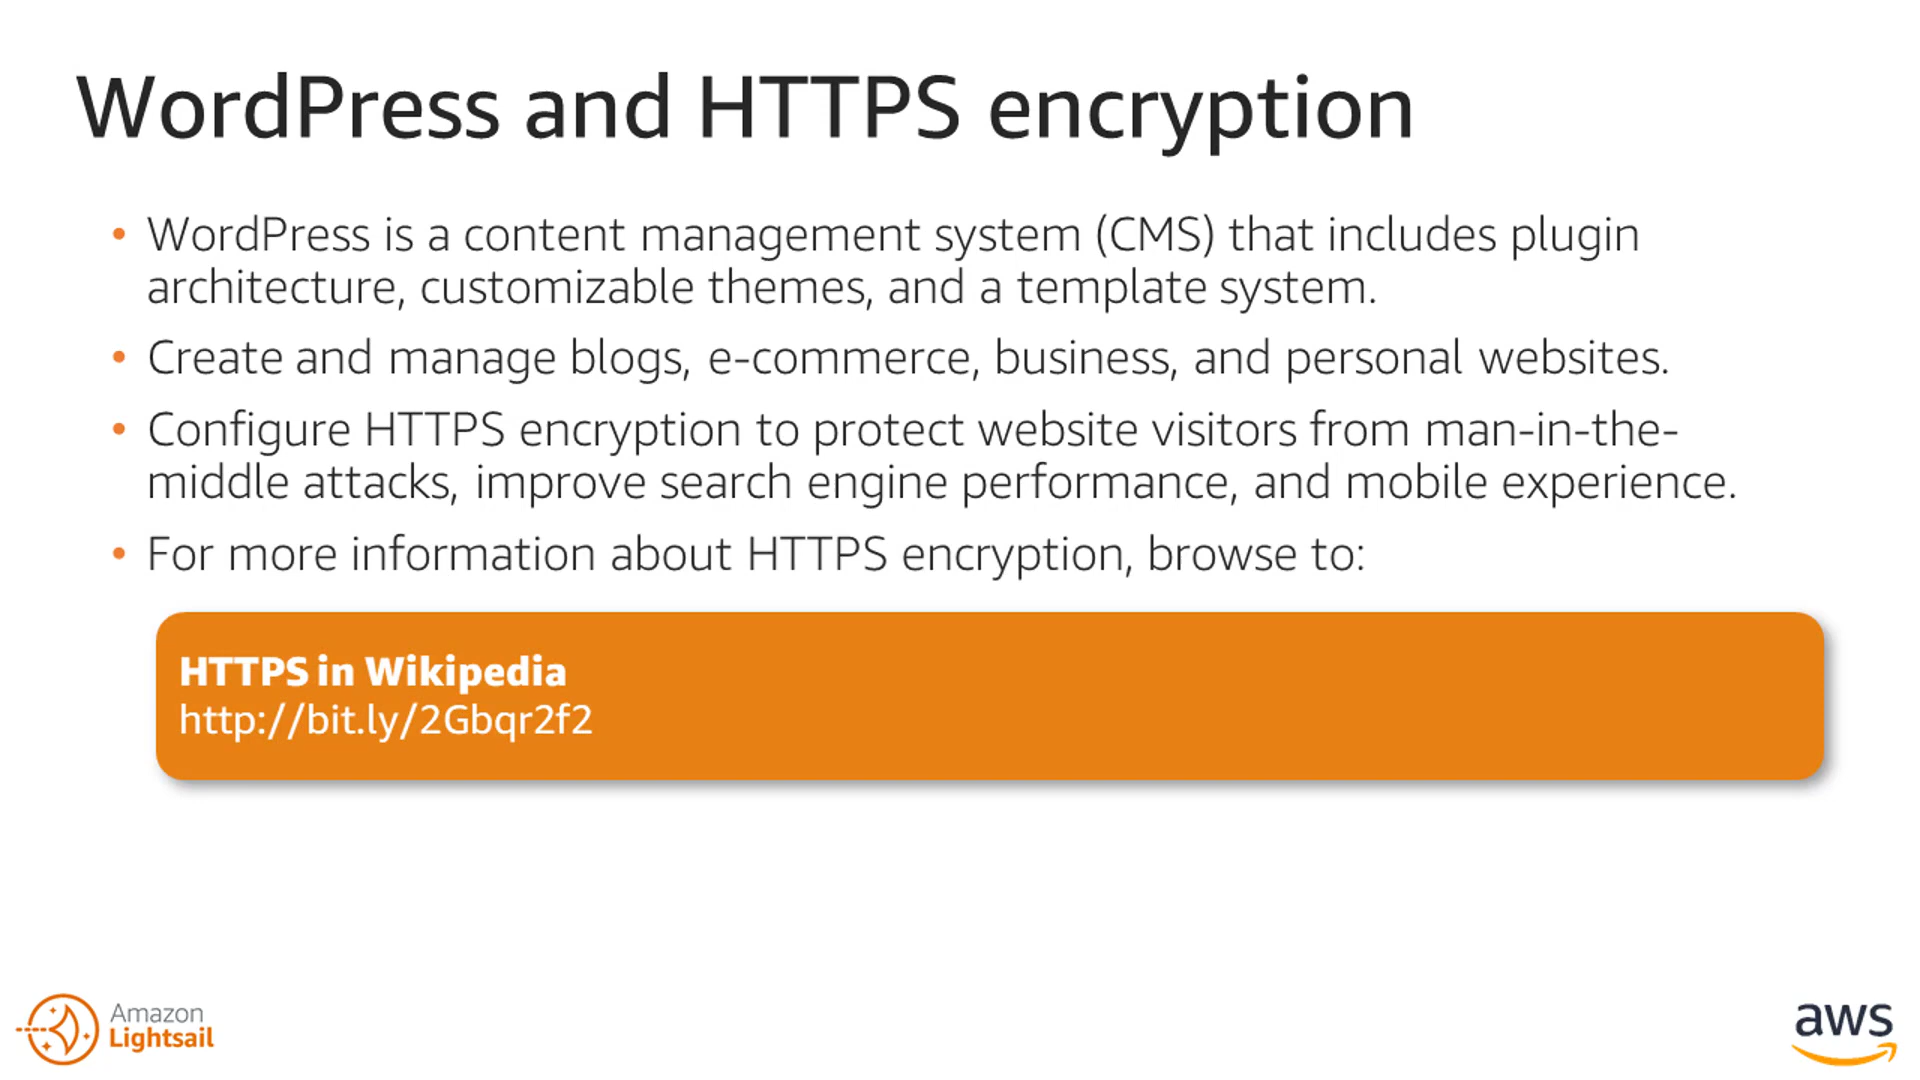 WordPress and HTTPS encryption
• WordPress is a content management system (CMS) that includes plugin
architecture, customizable themes, and a template system.
• Create and manage blogs, e-commerce, business, and personal websites.
• Configure HTTPS encryption to protect website visitors from man-in-the-
middle attacks, improve search engine performance, and mobile experience.
• For more information about HTTPS encryption, browse to:
HTTPS in Wikipedia
http://bit.ly/2Gbqr2f2
Amazon
Lightsail
aws